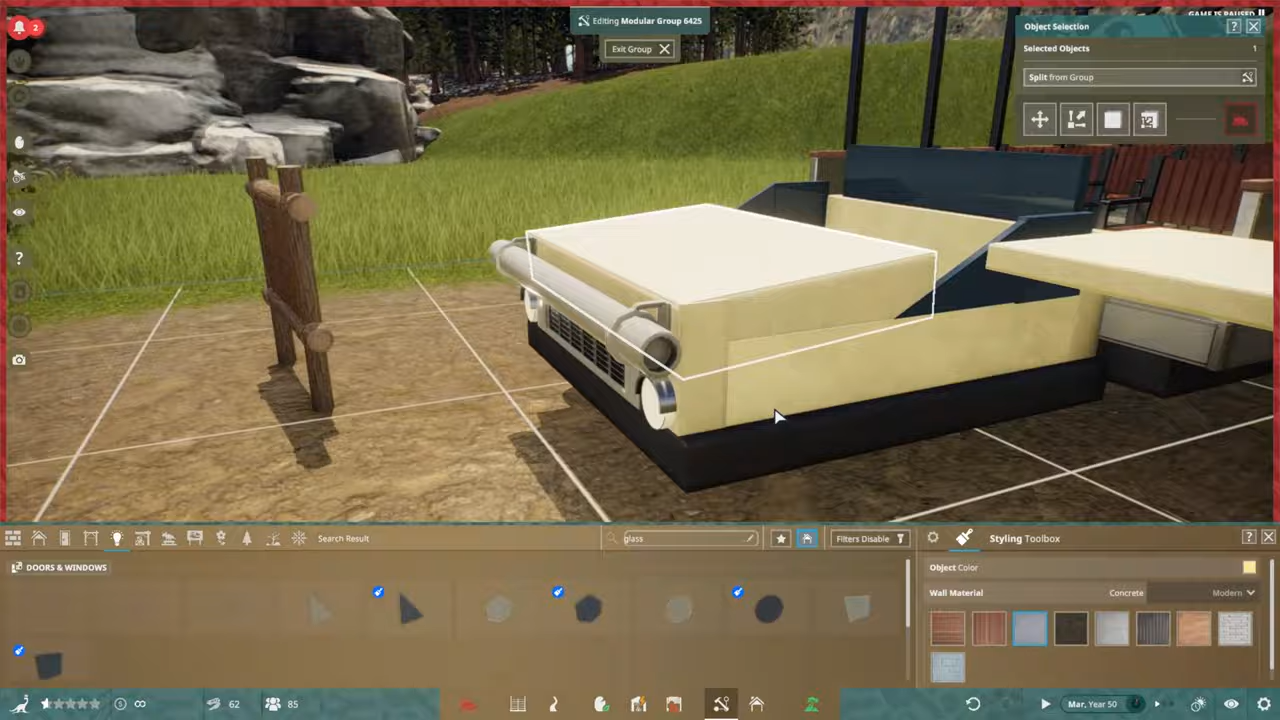 2
Editing Modular Group 6425
Exit Group
GAME IS PAUSED
Object Selection
?
Selected Objects 1
Split from Group
?
Search Result
glass
Filters Disable
Styling Toolbox
?
DOORS & WINDOWS
Object Color
Wall Material Concrete Modern
62
85
Mar, Year 50